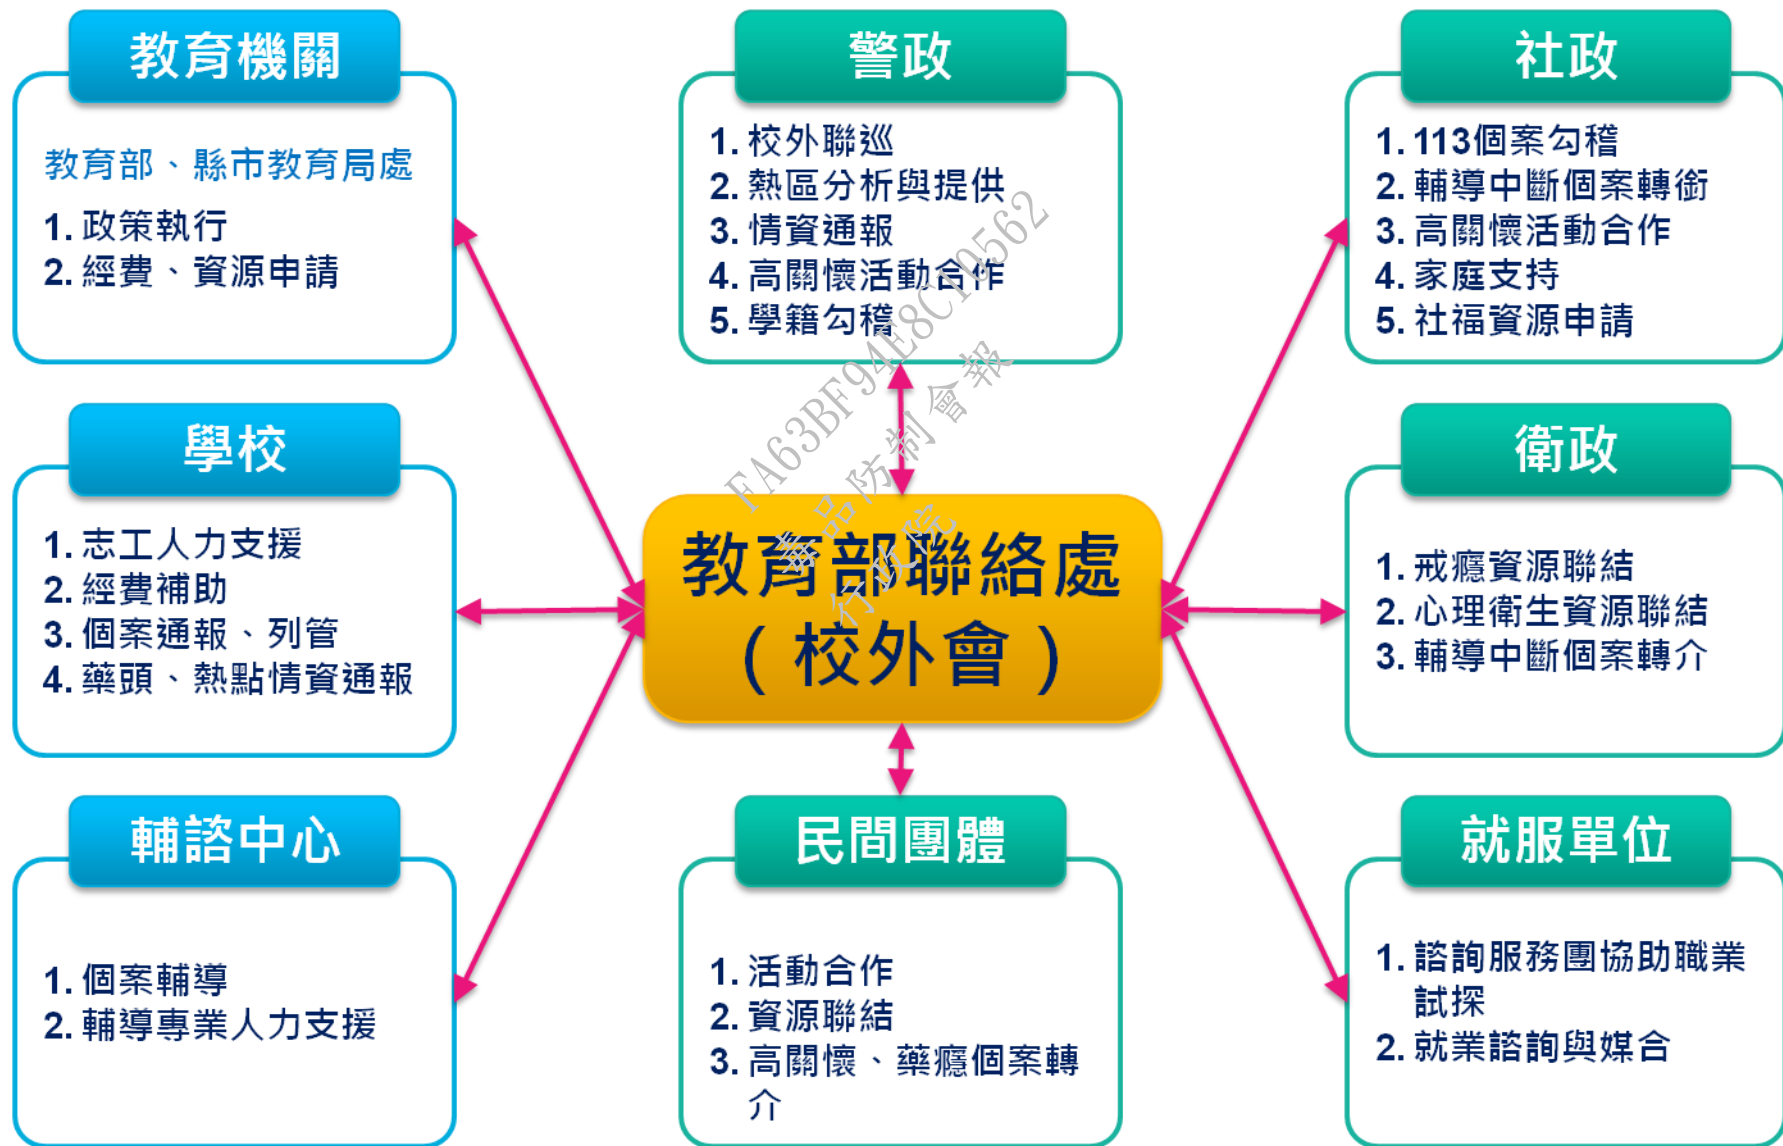 教育機關
教育部、縣市教育局處
1. 政策執行
2. 經費、資源申請
警政
1. 校外聯巡
2. 熱區分析與提供
3. 情資通報
4. 高關懷活動合作
5. 學籍勾稽
社政
1. 113個案勾稽
2. 輔導中斷個案轉銜
3. 高關懷活動合作
4. 家庭支持
5. 社福資源申請
學校
1. 志工人力支援
2. 經費補助
3. 個案通報、列管
4. 藥頭、熱點情資通報
教育部聯絡處
(校外會)
衛政
1. 戒癮資源聯結
2. 心理衛生資源聯結
3. 輔導中斷個案轉介
輔諮中心
1. 個案輔導
2. 輔導專業人力支援
民間團體
1. 活動合作
2. 資源聯結
3. 高關懷、藥癮個案轉
介
就服單位
1. 諮詢服務團協助職業
試探
2. 就業諮詢與媒合
FA63BF94E8C10562
毒品防制會報
行政院